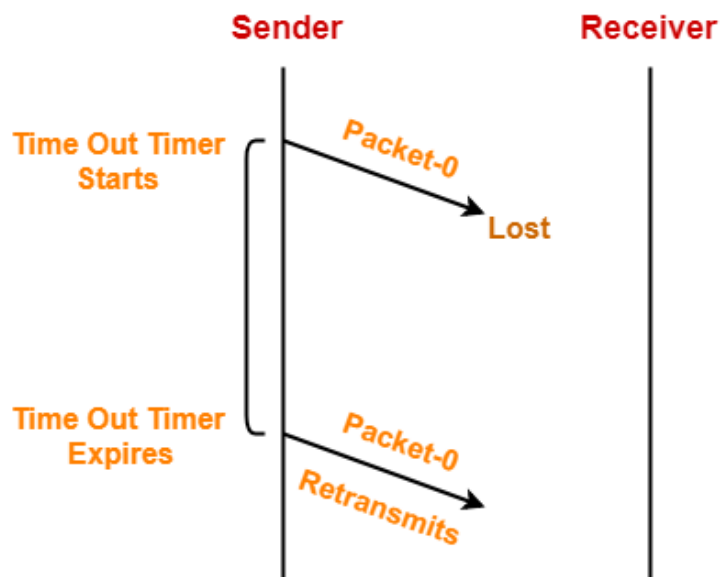 Sender
Receiver
Time Out Timer
Starts
Packet-0
Lost
Time Out Timer
Expires
Packet-0
Retransmits